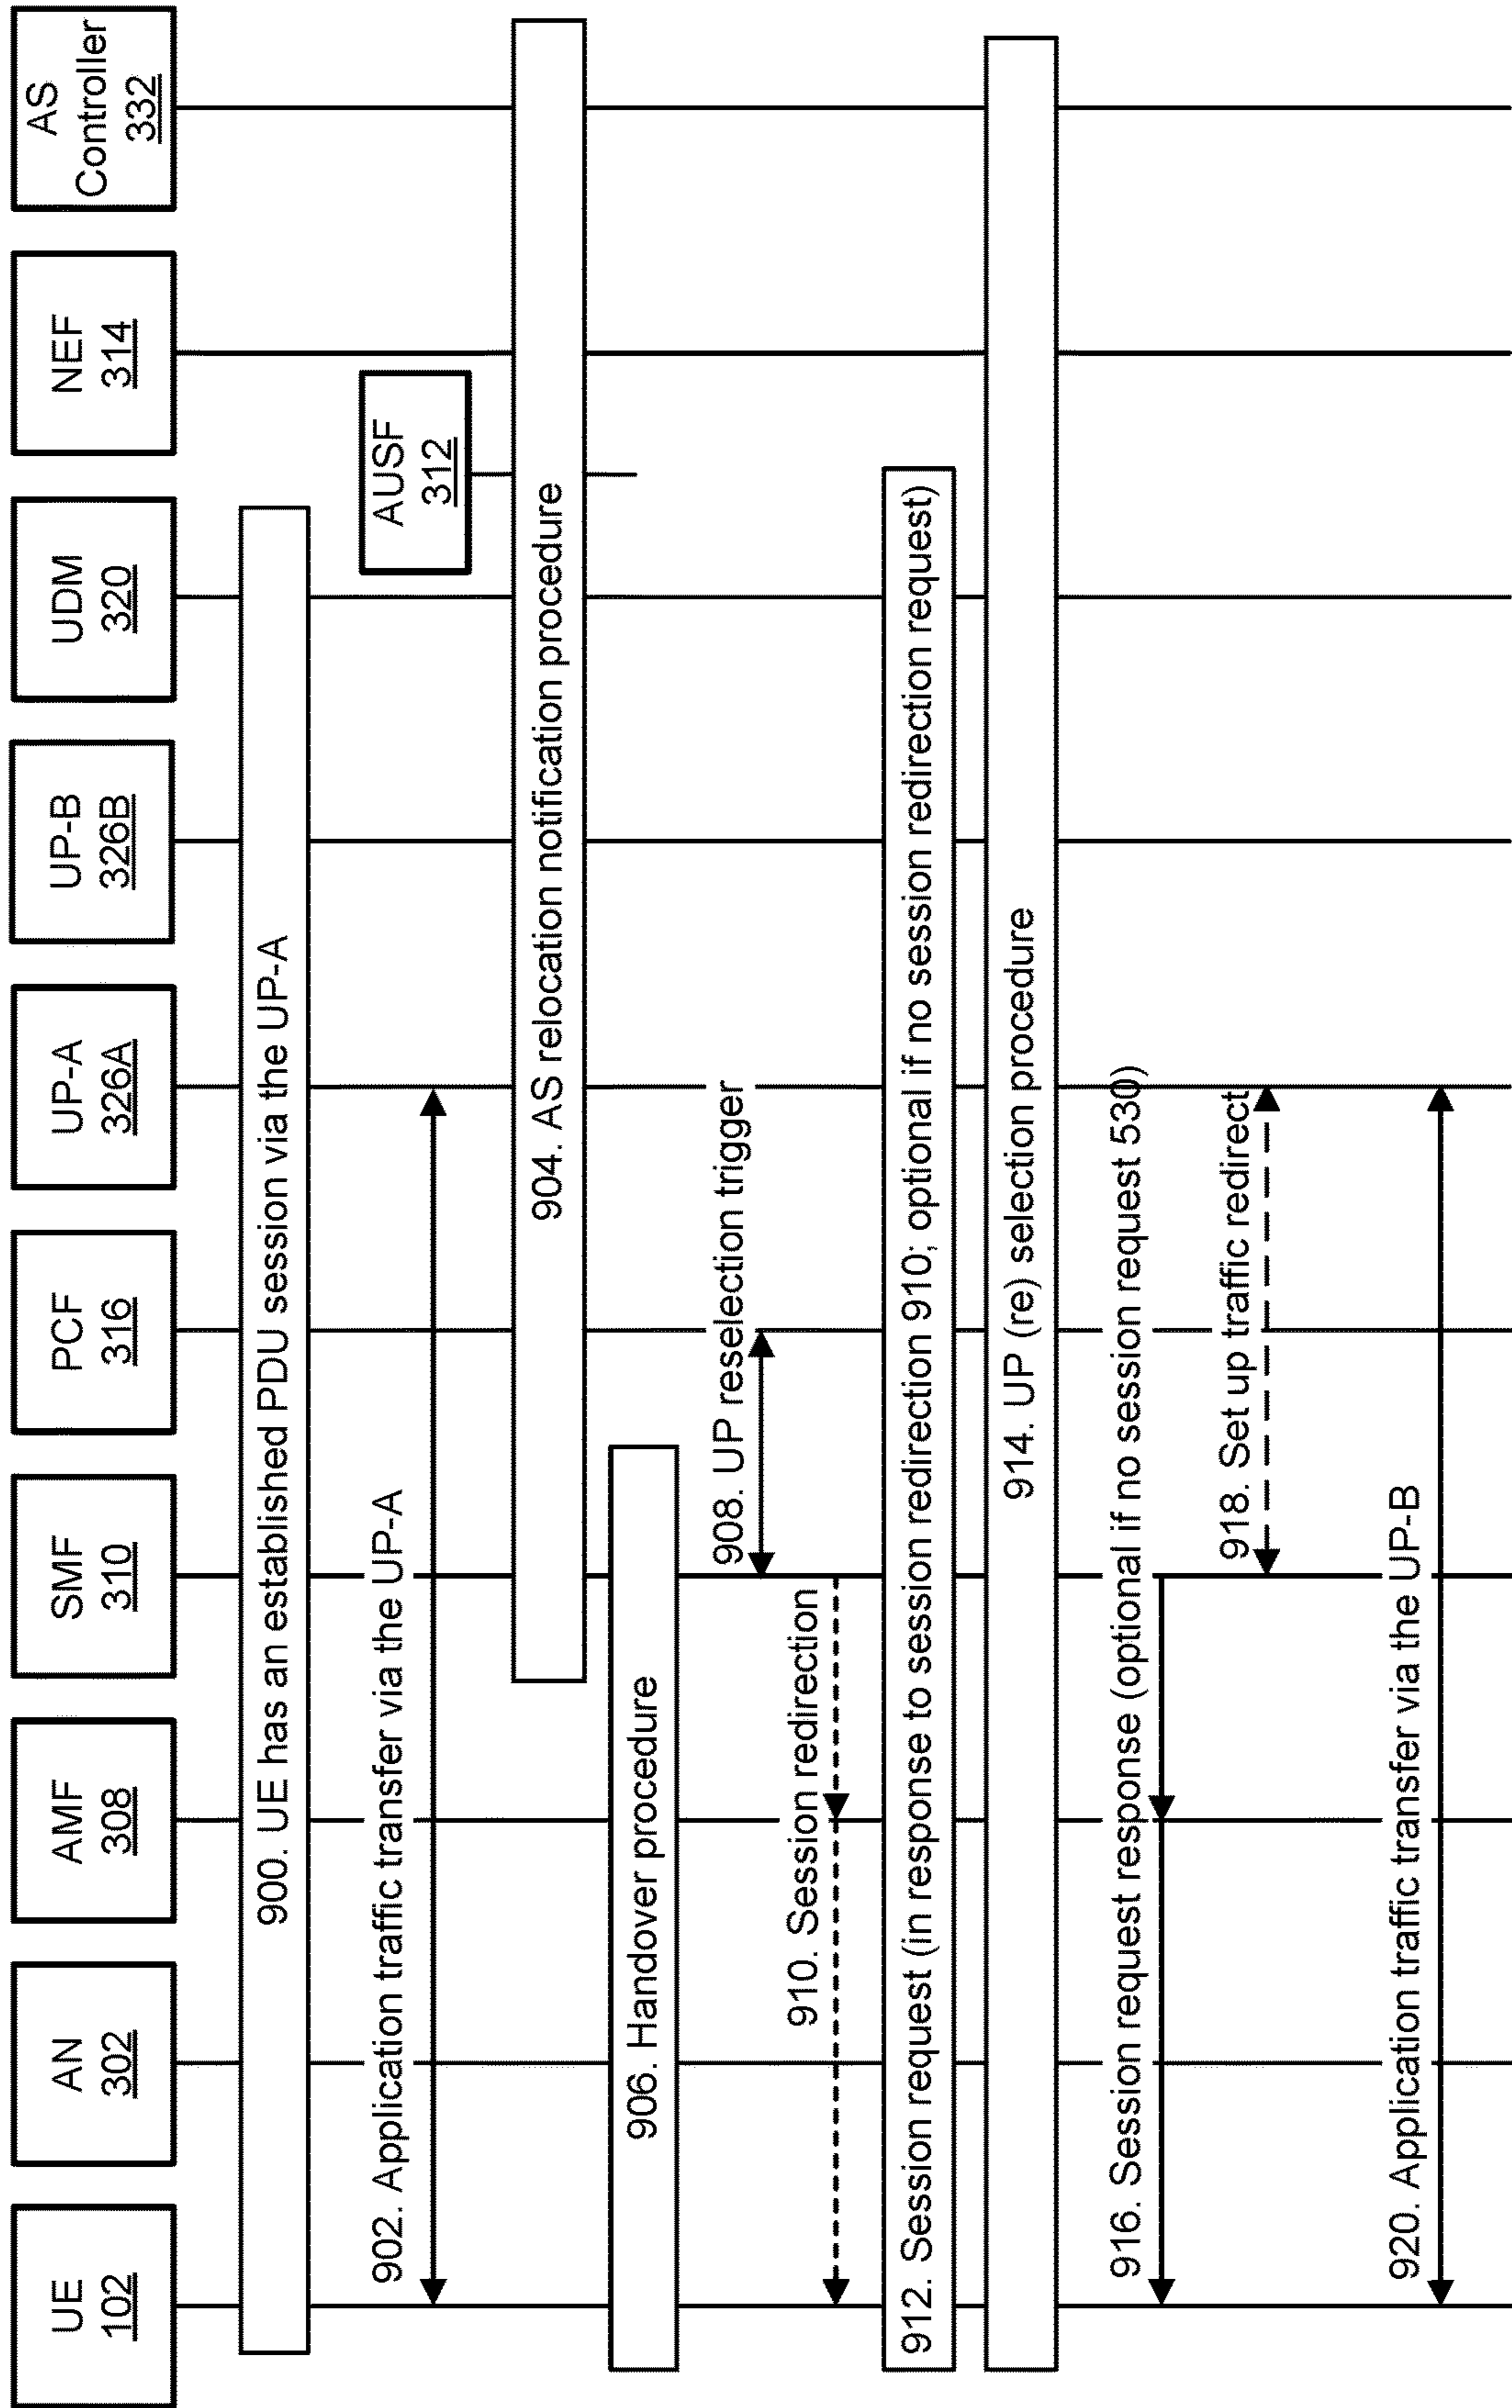 UE
102
AN
302
AMF
308
SMF
310
PCF
316
UP-A
326A
UP-B
326B
UDM
320
NEF
314
AS
Controller
332
900. UE has an established PDU session via the UP-A
902. Application traffic transfer via the UP-A
AUSF
312
904. AS relocation notification procedure
906. Handover procedure
908. UP reselection trigger
910. Session redirection
912. Session request (in response to session redirection 910; optional if no session redirection request)
914. UP (re) selection procedure
916. Session request response (optional if no session request 530)
918. Set up traffic redirect
920. Application traffic transfer via the UP-B